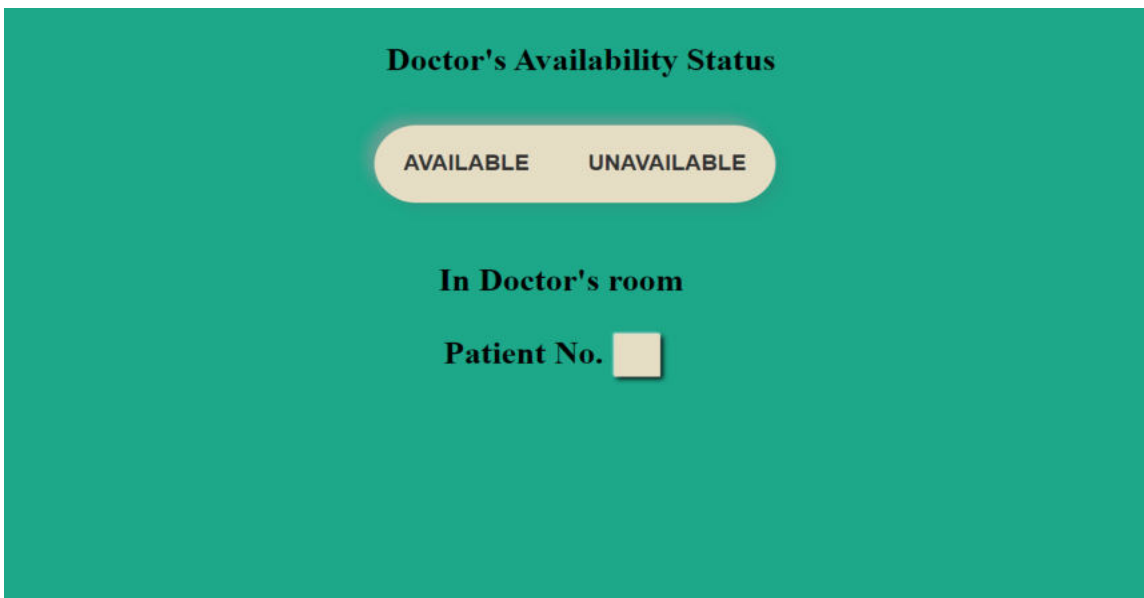 Doctor's Availability Status
AVAILABLE UNAVAILABLE
In Doctor's room
Patient No.